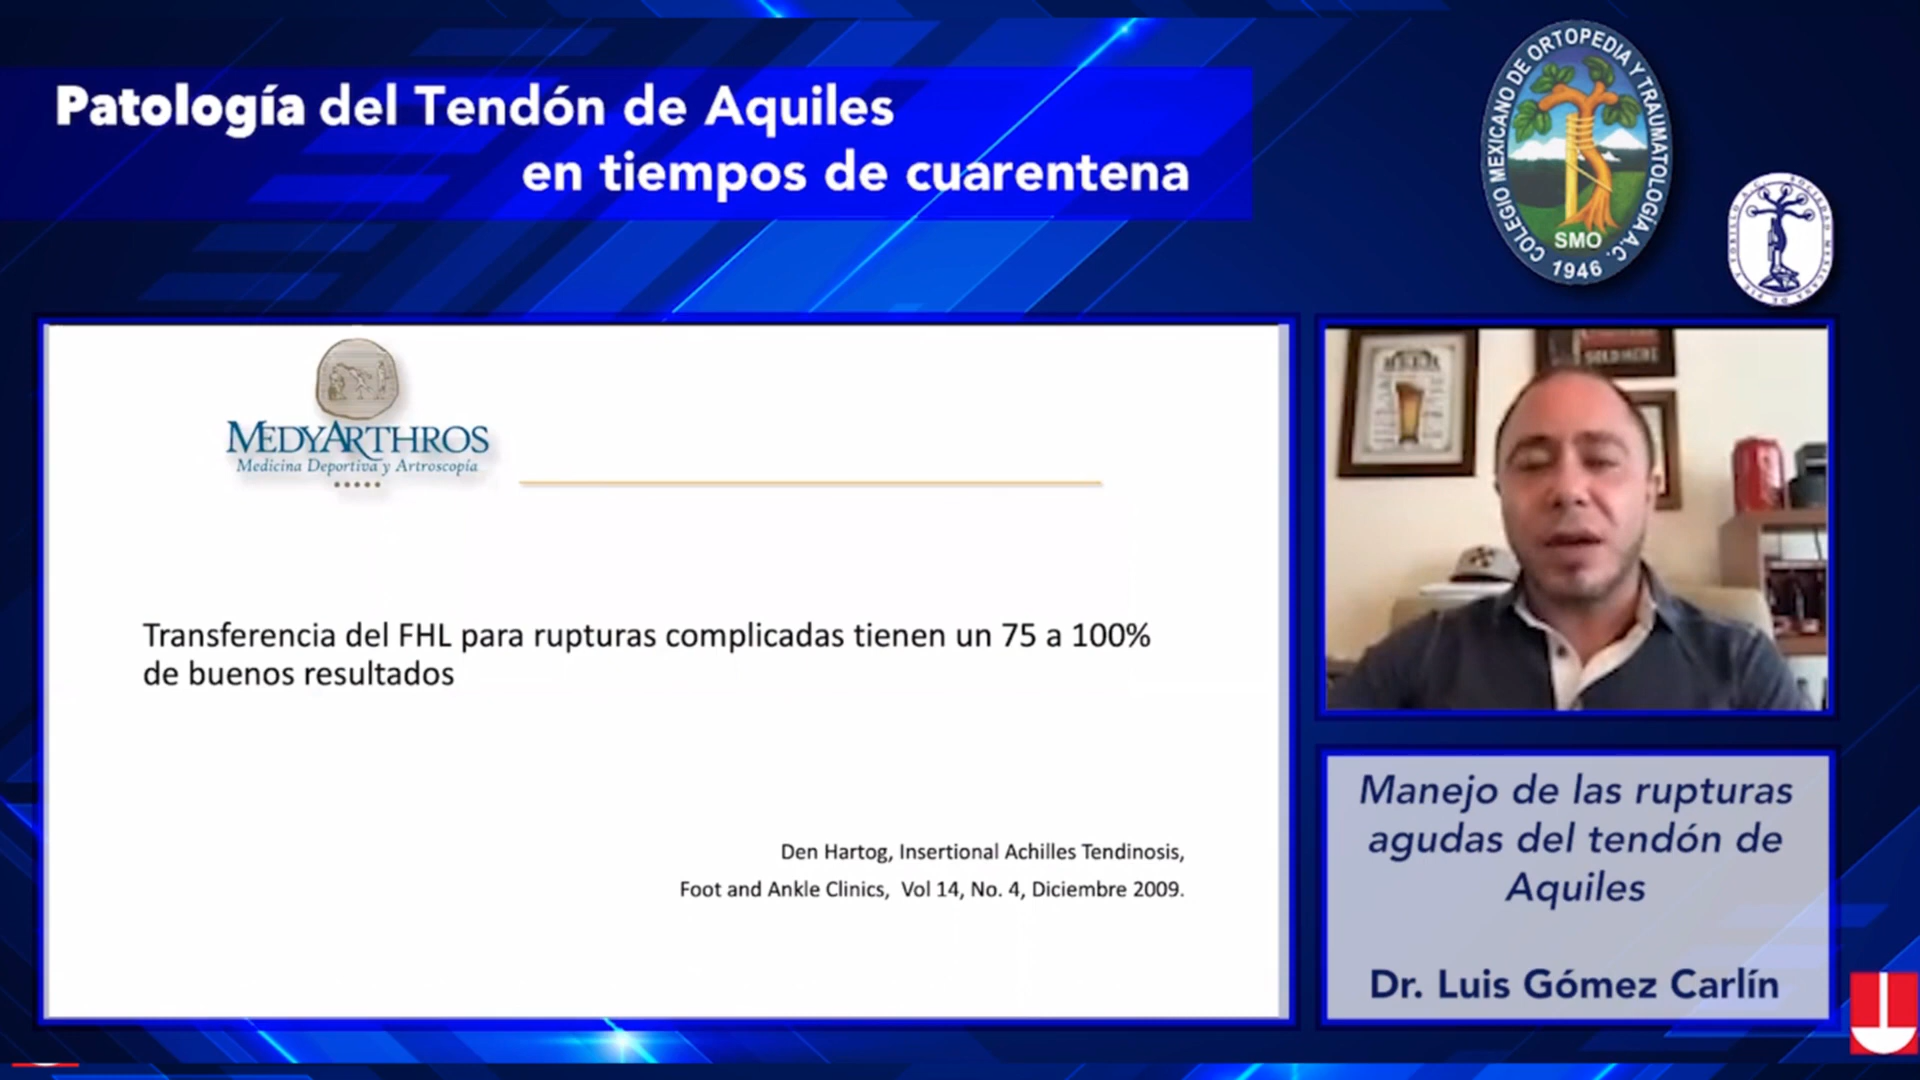 Patología del Tendón de Aquiles
en tiempos de cuarentena
COLEGIO MEXICANO DE ORTOPEDIA Y TRAUMATOLOGÍA A.C.
SMO
1946
MEDYARTHROS
Medicina Deportiva y Artroscopía
Transferencia del FHL para rupturas complicadas tienen un 75 a 100%
de buenos resultados
Den Hartog, Insertional Achilles Tendinosis,
Foot and Ankle Clinics, Vol 14, No. 4, Diciembre 2009.
BEER
Manejo de las rupturas
agudas del tendón de
Aquiles
Dr. Luis Gómez Carlín